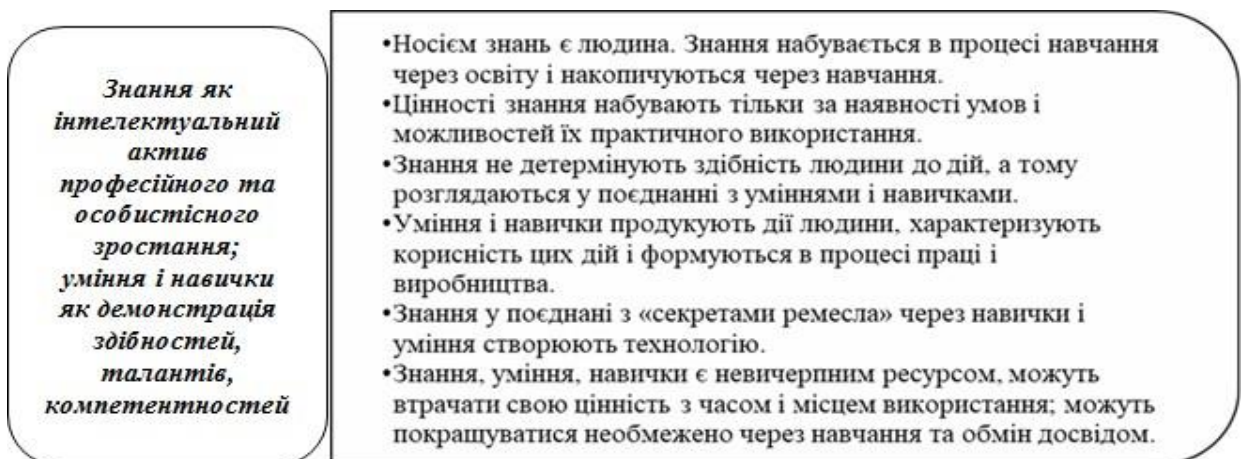 Знання як
інтелектуальний
актив
професійного та
особистісного
зростання;
уміння і навички
як демонстрація
здібностей,
талантів,
компетентностей
•Носієм знань є людина. Знання набувається в процесі навчання
через освіту і накопичуються через навчання.
•Цінності знання набувають тільки за наявності умов і
можливостей їх практичного використання.
•Знання не детермінують здібність людини до дій, а тому
розглядаються у поєднанні з уміннями і навичками.
•Уміння і навички продукують дії людини, характеризують
корисність цих дій і формуються в процесі праці і
виробництва.
•Знання у поєднані з «секретами ремесла» через навички і
уміння створюють технологію.
•Знання, уміння, навички є невичерпним ресурсом, можуть
втрачати свою цінність з часом і місцем використання; можуть
покращуватися необмежено через навчання та обмін досвідом.